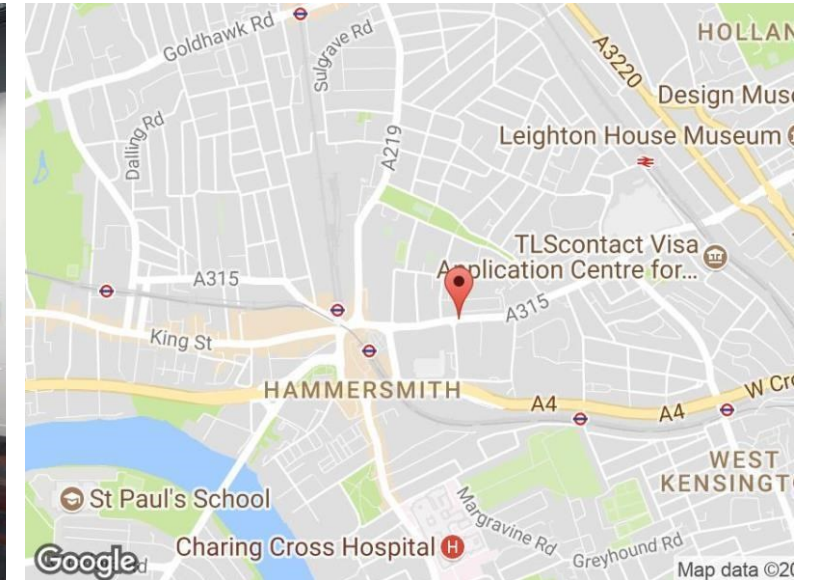 Goldhawk Rd
Sulgrave Rd
A3220
HOLLAN
Design Muse
Dalling Rd
A219
Leighton House Museum
TLScontact Visa
Application Centre for...
A315
A315
King St
HAMMERSMITH
A4
A4
W Cro
WEST
KENSINGT
St Paul's School
Margravine Rd
Charing Cross Hospital
H
Greyhound Rd
Google
Map data ©20